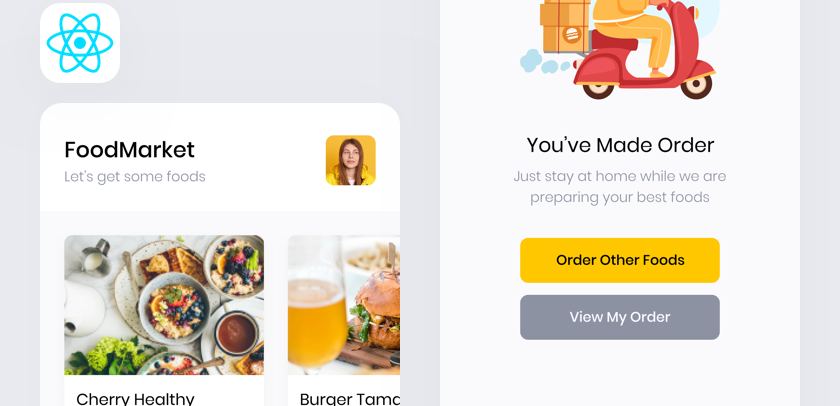 FoodMarket
Let's get some foods
Cherry Healthy
Burger
You've Made Order
Just stay at home while we are
preparing your best foods
Order Other Foods
View My Order